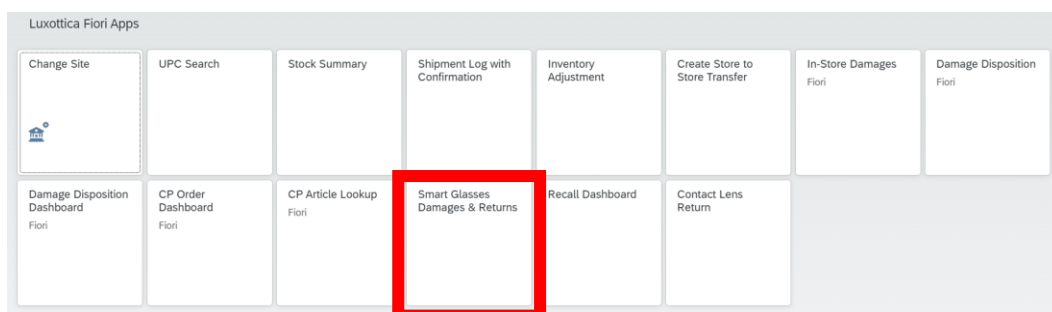 Luxottica Fiori Apps
Change Site
UPC Search
Stock Summary
Shipment Log with
Confirmation
Inventory
Adjustment
Create Store to
Store Transfer
In-Store Damages
Fiori
Damage Disposition
Fiori
Damage Disposition
Dashboard
Fiori
CP Order
Dashboard
Fiori
CP Article Lookup
Fiori
Smart Glasses
Damages & Returns
Recall Dashboard
Contact Lens
Return